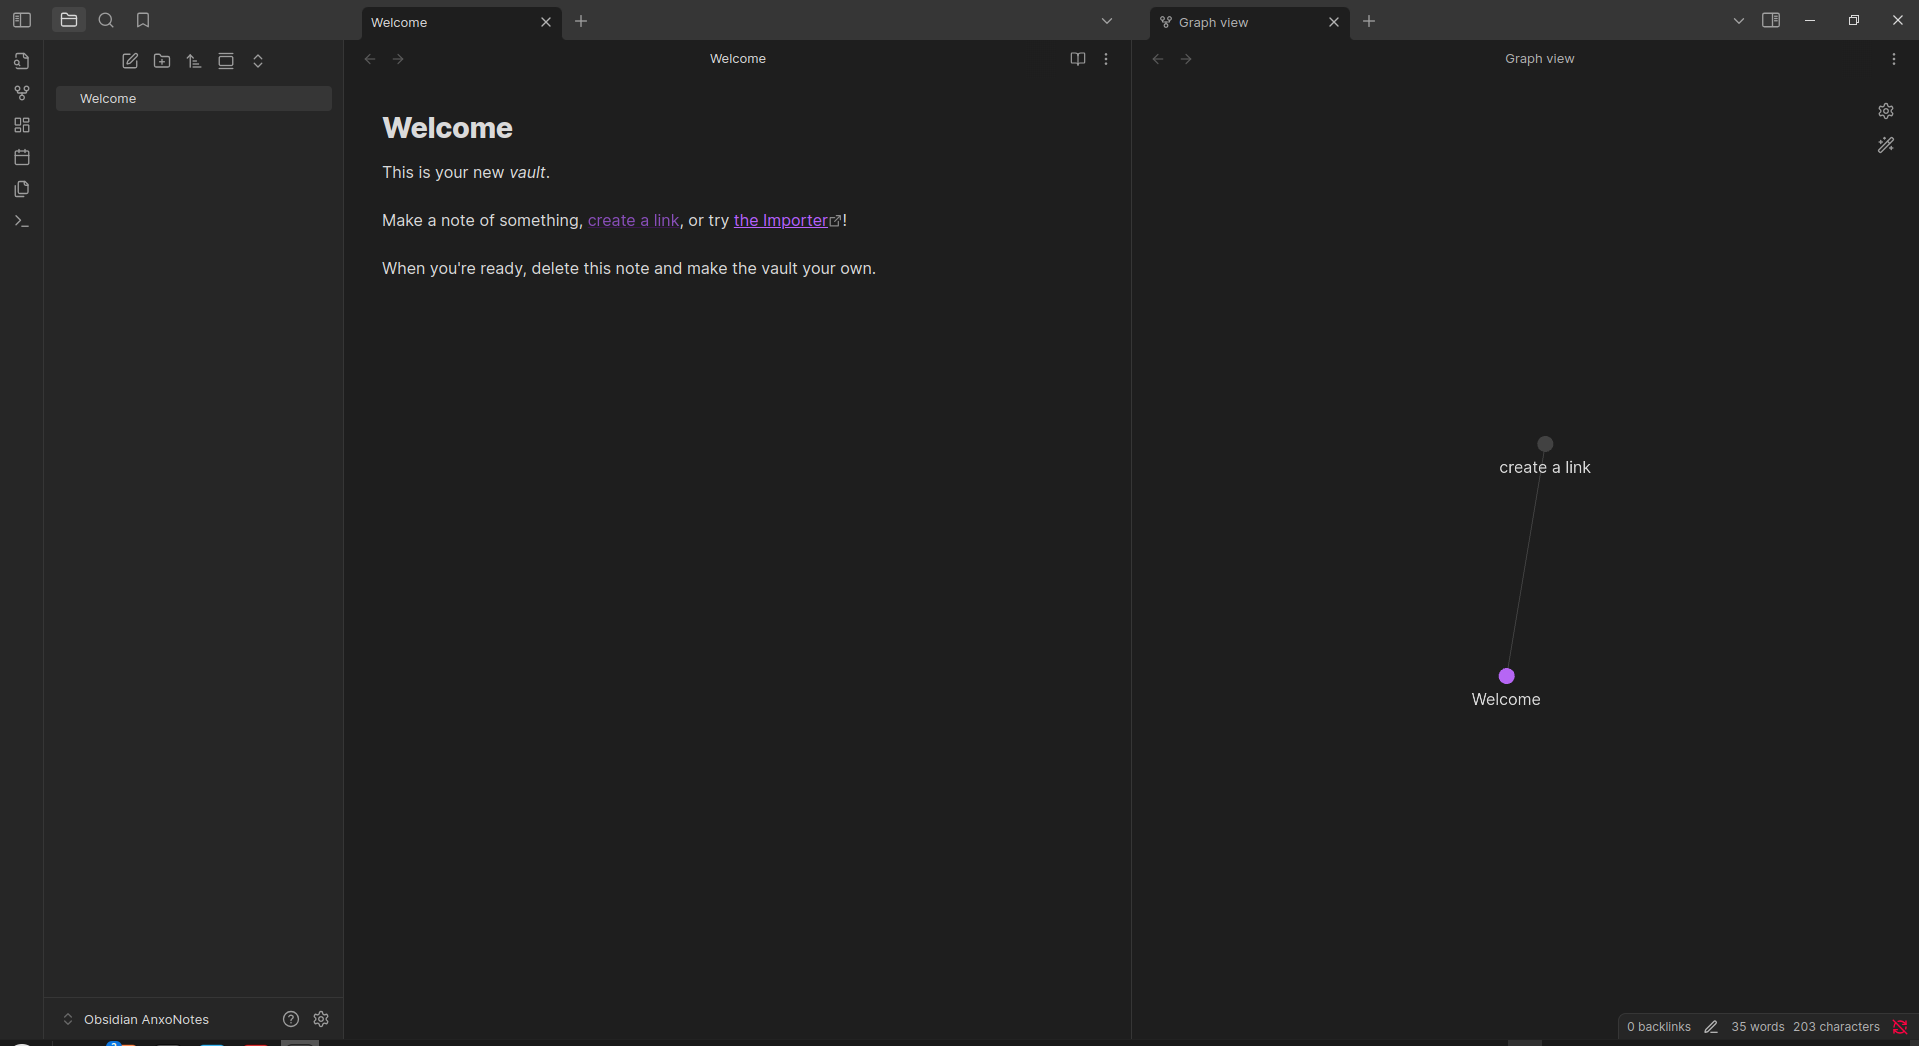 Welcome
Graph view
Welcome
Graph view
Welcome
Welcome
This is your new vault.
Make a note of something, create a link, or try the Importer!
When you're ready, delete this note and make the vault your own.
create a link
Welcome
Obsidian AnxoNotes
0 backlinks 35 words 203 characters